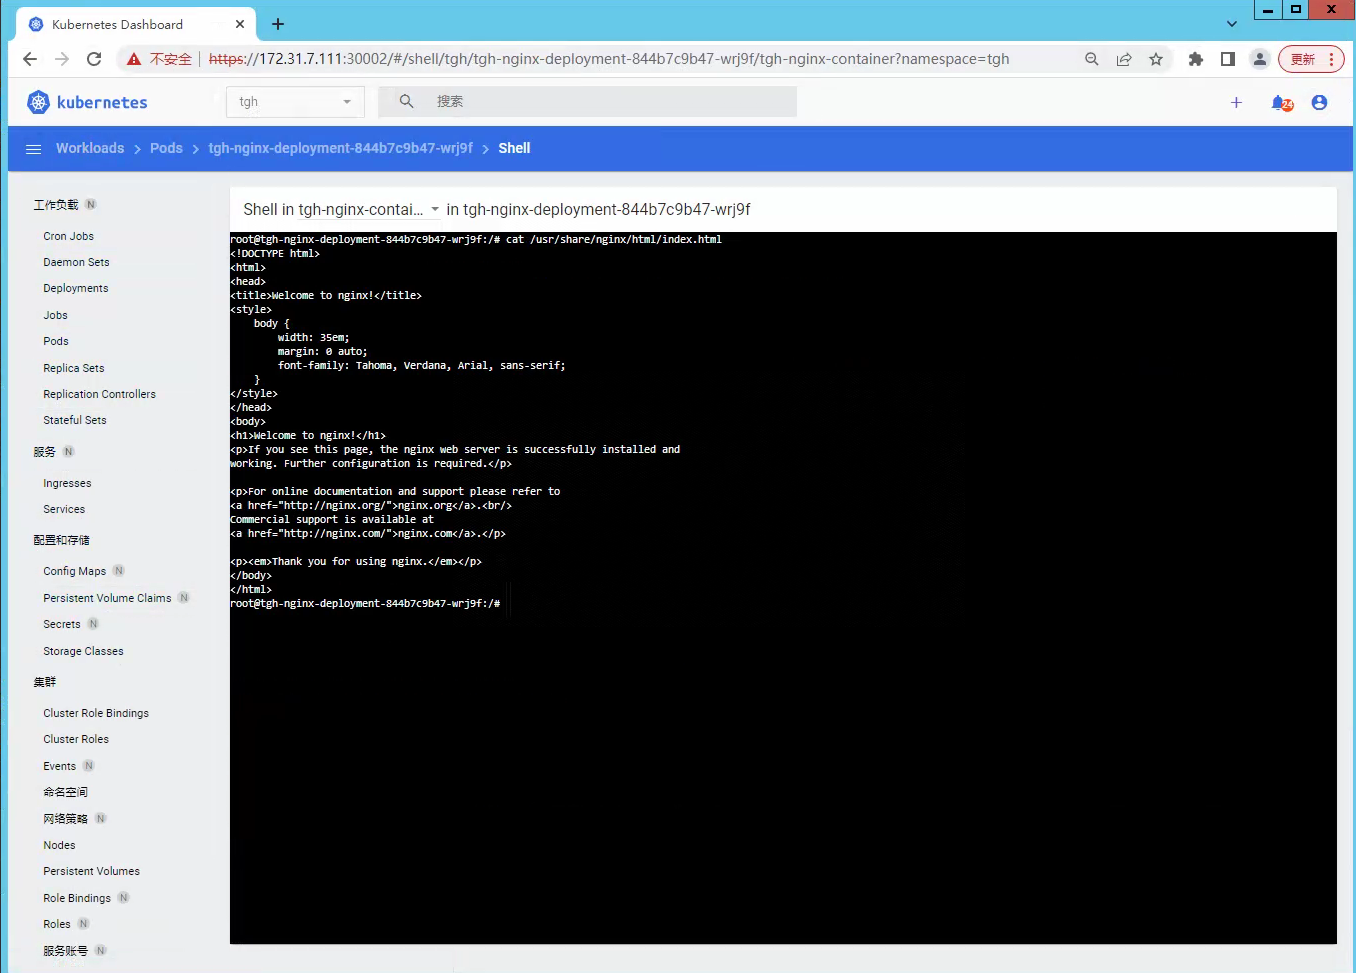 Kubernetes Dashboard
不安全 https://172.31.7.111:30002/#/shell/tgh/tgh-nginx-deployment-844b7c9b47-wrj9f/tgh-nginx-container?namespace=tgh 更新
kubernetes tgh 搜索 24
Workloads > Pods > tgh-nginx-deployment-844b7c9b47-wrj9f > Shell
工作负载 N
Cron Jobs
Daemon Sets
Deployments
Jobs
Pods
Replica Sets
Replication Controllers
Stateful Sets
服务 N
Ingresses
Services
配置和存储
Config Maps N
Persistent Volume Claims N
Secrets N
Storage Classes
集群
Cluster Role Bindings
Cluster Roles
Events N
命名空间
网络策略 N
Nodes
Persistent Volumes
Role Bindings N
Roles N
服务账号 N
Shell in tgh-nginx-contai... in tgh-nginx-deployment-844b7c9b47-wrj9f
root@tgh-nginx-deployment-844b7c9b47-wrj9f:/# cat /usr/share/nginx/html/index.html
<!DOCTYPE html>
<html>
<head>
<title>Welcome to nginx!</title>
<style>
    body {
        width: 35em;
        margin: 0 auto;
        font-family: Tahoma, Verdana, Arial, sans-serif;
    }
</style>
</head>
<body>
<h1>Welcome to nginx!</h1>
<p>If you see this page, the nginx web server is successfully installed and
working. Further configuration is required.</p>

<p>For online documentation and support please refer to
<a href="http://nginx.org/">nginx.org</a>.<br/>
Commercial support is available at
<a href="http://nginx.com/">nginx.com</a>.</p>

<p><em>Thank you for using nginx.</em></p>
</body>
</html>
root@tgh-nginx-deployment-844b7c9b47-wrj9f:/#